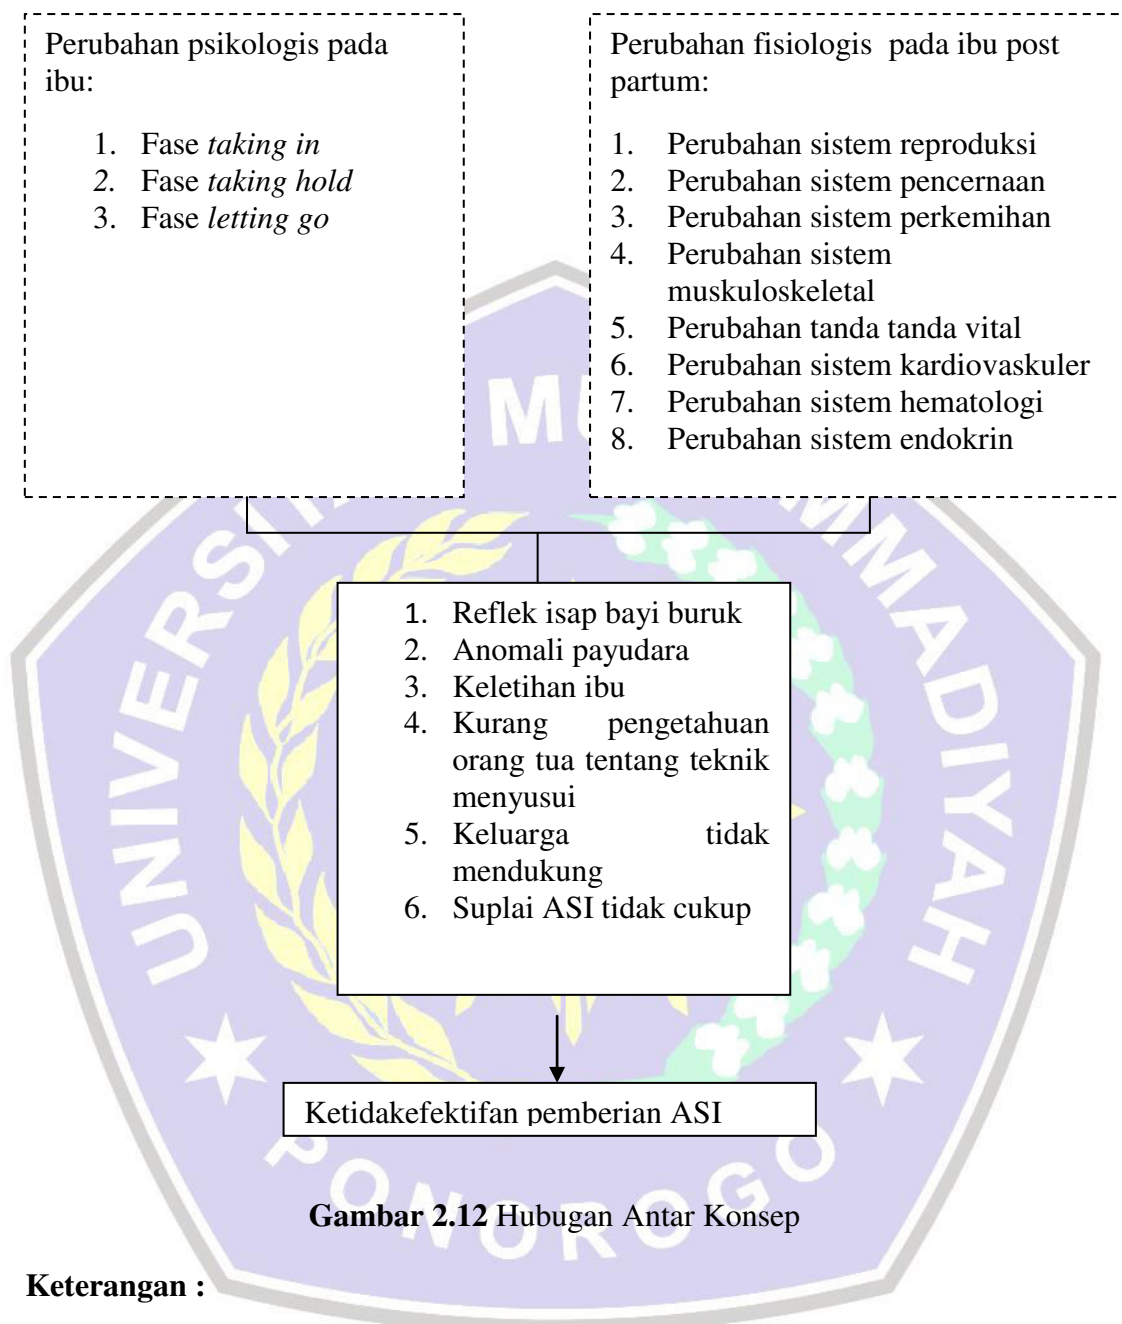 Perubahan psikologis pada
ibu:
1. Fase taking in
2. Fase taking hold
3. Fase letting go
Perubahan fisiologis pada ibu post
partum:
1. Perubahan sistem reproduksi
2. Perubahan sistem pencernaan
3. Perubahan sistem perkemihan
4. Perubahan sistem
muskuloskeletal
5. Perubahan tanda tanda vital
6. Perubahan sistem kardiovaskuler
7. Perubahan sistem hematologi
8. Perubahan sistem endokrin
1. Reflek isap bayi buruk
2. Anomali payudara
3. Keletihan ibu
4. Kurang pengetahuan
orang tua tentang teknik
menyusui
5. Keluarga tidak
mendukung
6. Suplai ASI tidak cukup
Ketidakefektifan pemberian ASI
Gambar 2.12 Hubugan Antar Konsep
Keterangan :
PONOROGO